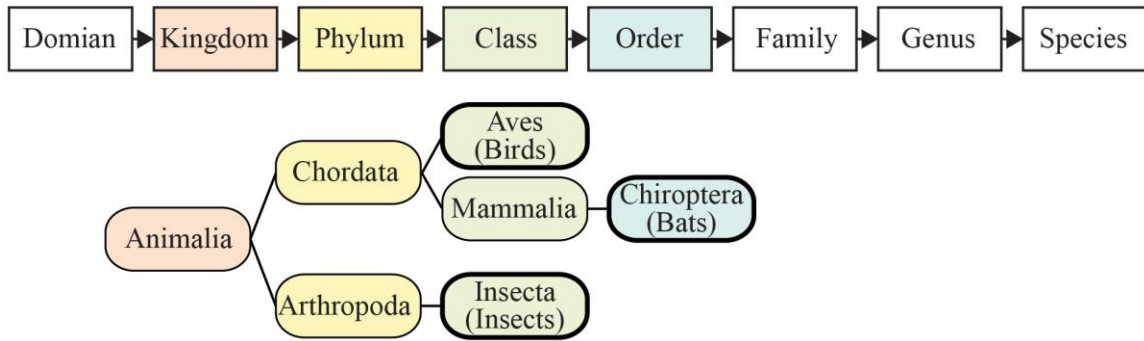 Domian Kingdom Phylum Class Order Family Genus Species
Aves
(Birds)
Chordata
Mammalia
Chiroptera
(Bats)
Animalia
Arthropoda
Insecta
(Insects)